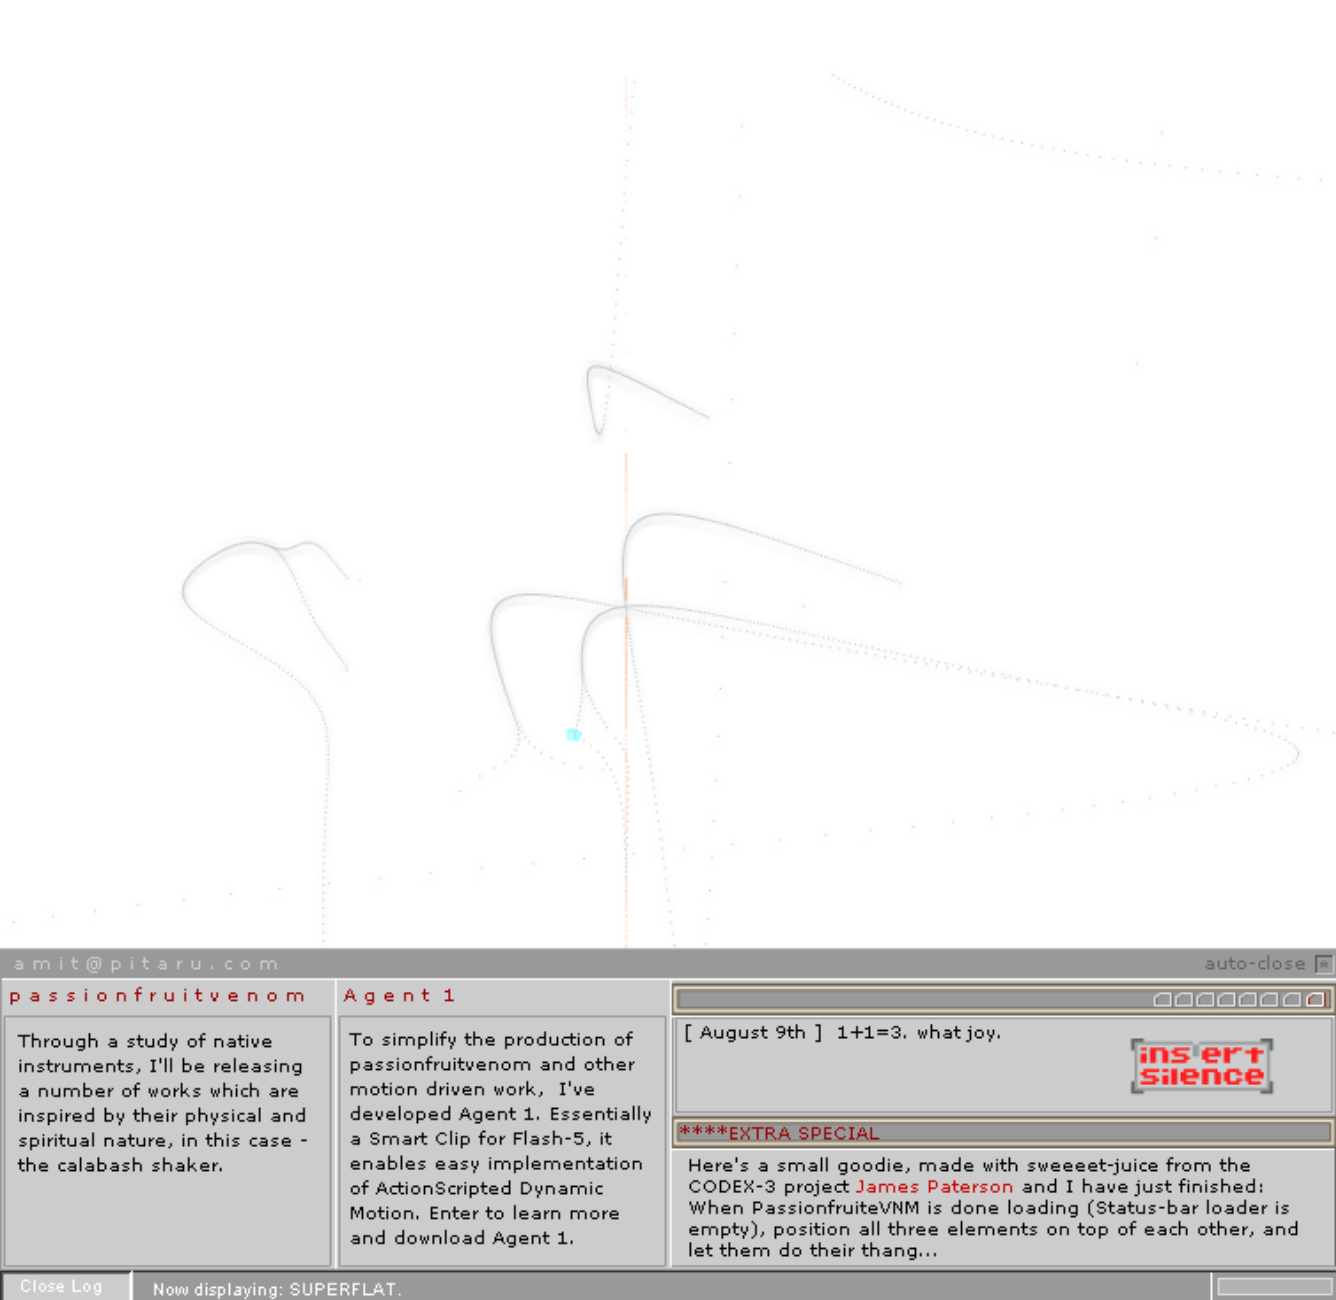 amit@pitaru.com
auto-close
passionfruitvenom
Through a study of native
instruments, I'll be releasing
a number of works which are
inspired by their physical and
spiritual nature, in this case -
the calabash shaker.
Agent 1
To simplify the production of
passionfruitvenom and other
motion driven work, I've
developed Agent 1. Essentially
a Smart Clip for Flash-5, it
enables easy implementation
of ActionScripted Dynamic
Motion. Enter to learn more
and download Agent 1.
[ August 9th ] 1+1=3. what joy.
ins ert
silence
****EXTRA SPECIAL
Here's a small goodie, made with sweeeet-juice from the
CODEX-3 project James Paterson and I have just finished:
When PassionfruiteVNM is done loading (Status-bar loader is
empty), position all three elements on top of each other, and
let them do their thang...
Close Log
Now displaying: SUPERFLAT.